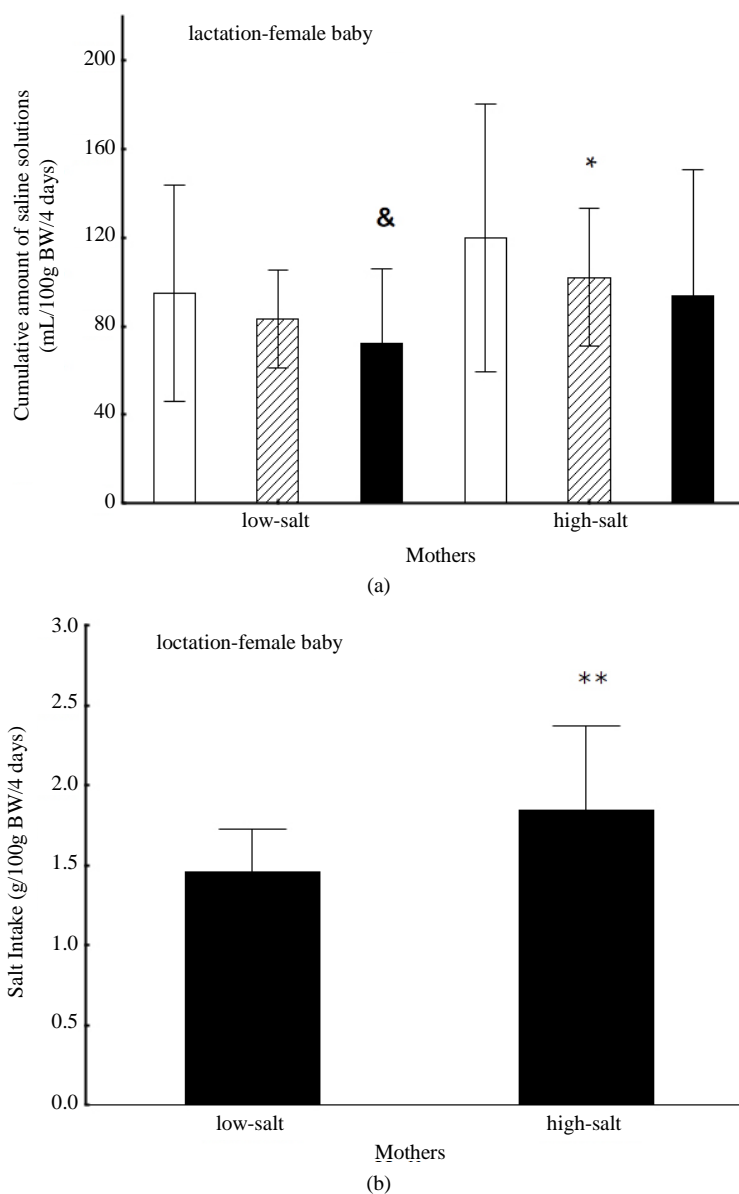 lactation-female baby
Cumulative amount of saline solutions
(mL/100g BW/4 days)
200
160
120
80
40
0
&
*
low-salt
high-salt
Mothers
(a)
loctation-female baby
Salt Intake (g/100g BW/4 days)
3.0
2.5
2.0
1.5
1.0
0.5
0.0
**
low-salt
high-salt
Mothers
(b)